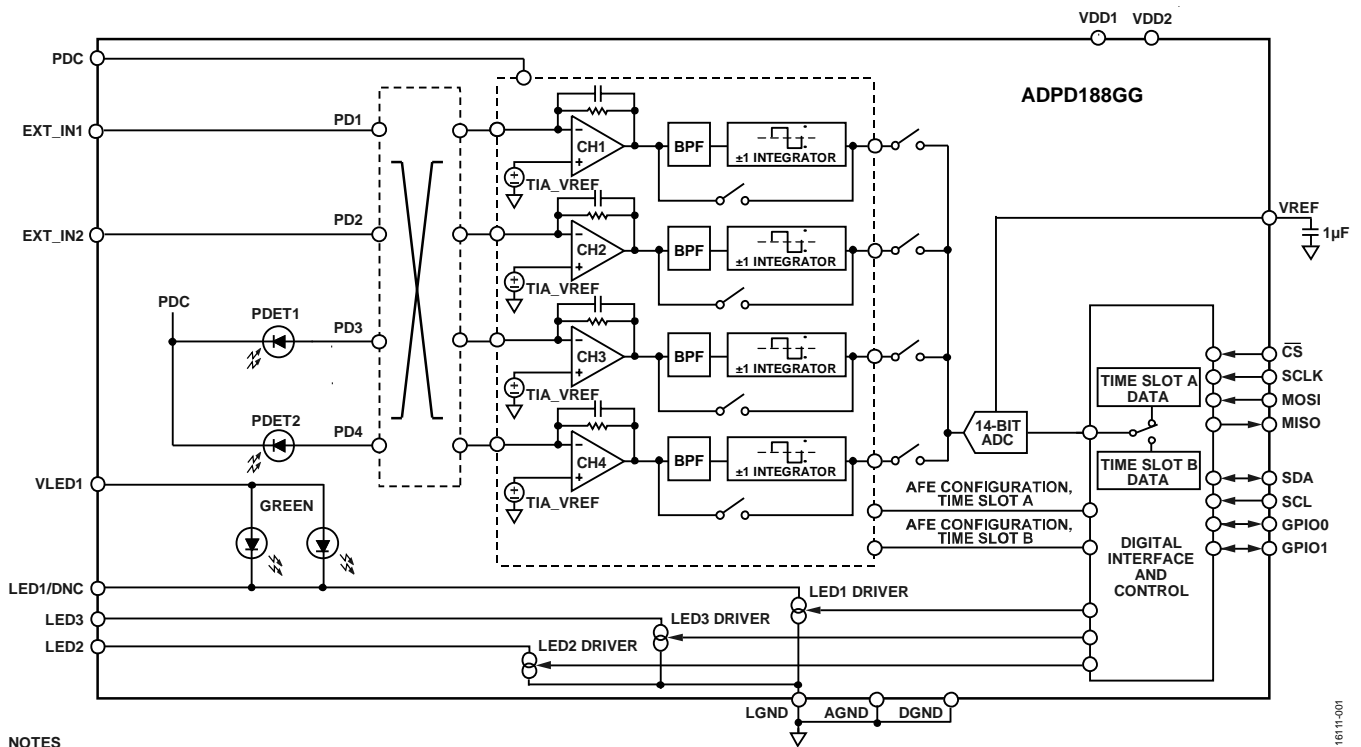 VDD1 VDD2
PDC
ADPD188GG
EXT_IN1
PD1
CH1
BPF
±1 INTEGRATOR
TIA_VREF
VREF
1µF
EXT_IN2
PD2
CH2
BPF
±1 INTEGRATOR
TIA_VREF
PDC
PDET1
PD3
CH3
BPF
±1 INTEGRATOR
TIA_VREF
PDET2
PD4
CH4
BPF
±1 INTEGRATOR
TIA_VREF
14-BIT
ADC
TIME SLOT A
DATA
TIME SLOT B
DATA
CS
SCLK
MOSI
MISO
SDA
SCL
GPIO0
GPIO1
VLED1
GREEN
AFE CONFIGURATION,
TIME SLOT A
AFE CONFIGURATION,
TIME SLOT B
DIGITAL
INTERFACE
AND
CONTROL
LED1/DNC
LED1 DRIVER
LED3
LED3 DRIVER
LED2
LED2 DRIVER
LGND AGND DGND
NOTES
16111-001